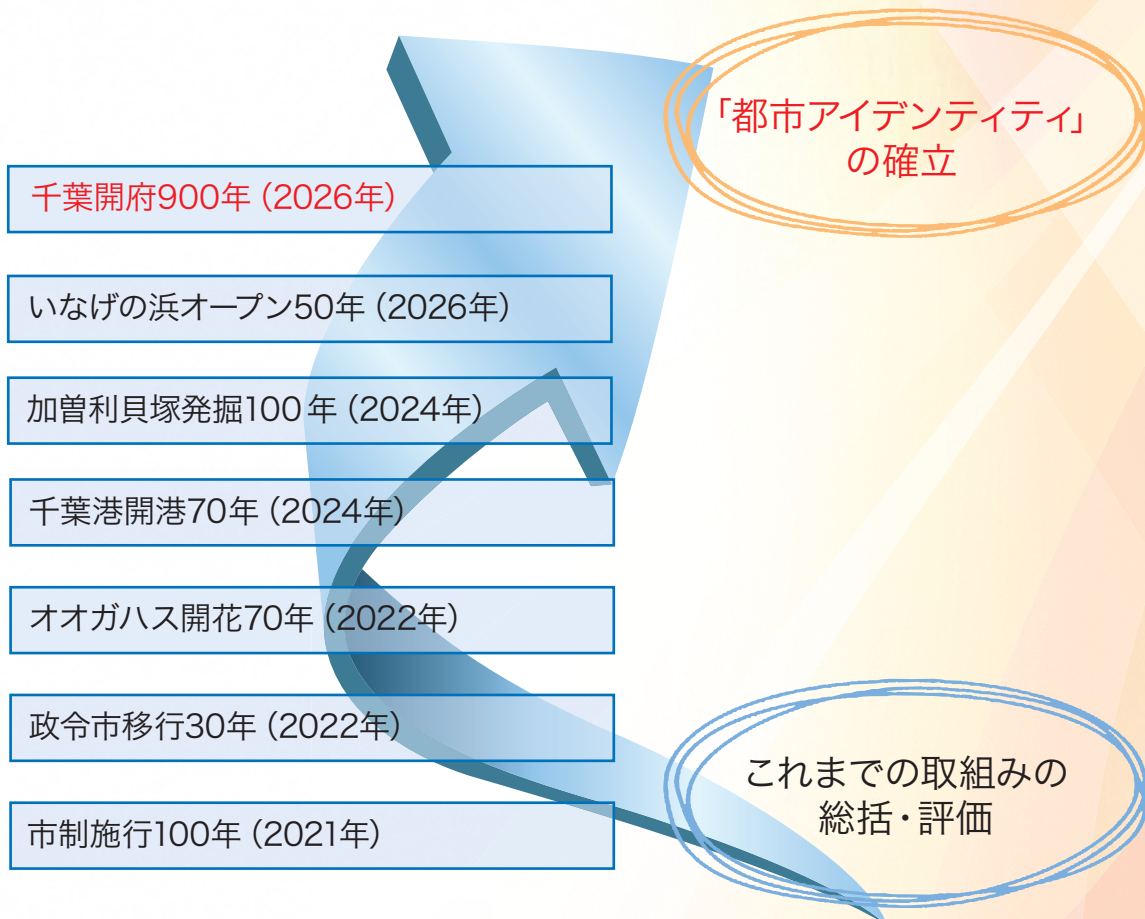 「都市アイデンティティ」
の確立
千葉開府900年（2026年）
いなげの浜オープン50年（2026年）
加曽利貝塚発掘100年（2024年）
千葉港開港70年（2024年）
オオガハス開花70年（2022年）
政令市移行30年（2022年）
市制施行100年（2021年）
これまでの取組みの
総括・評価